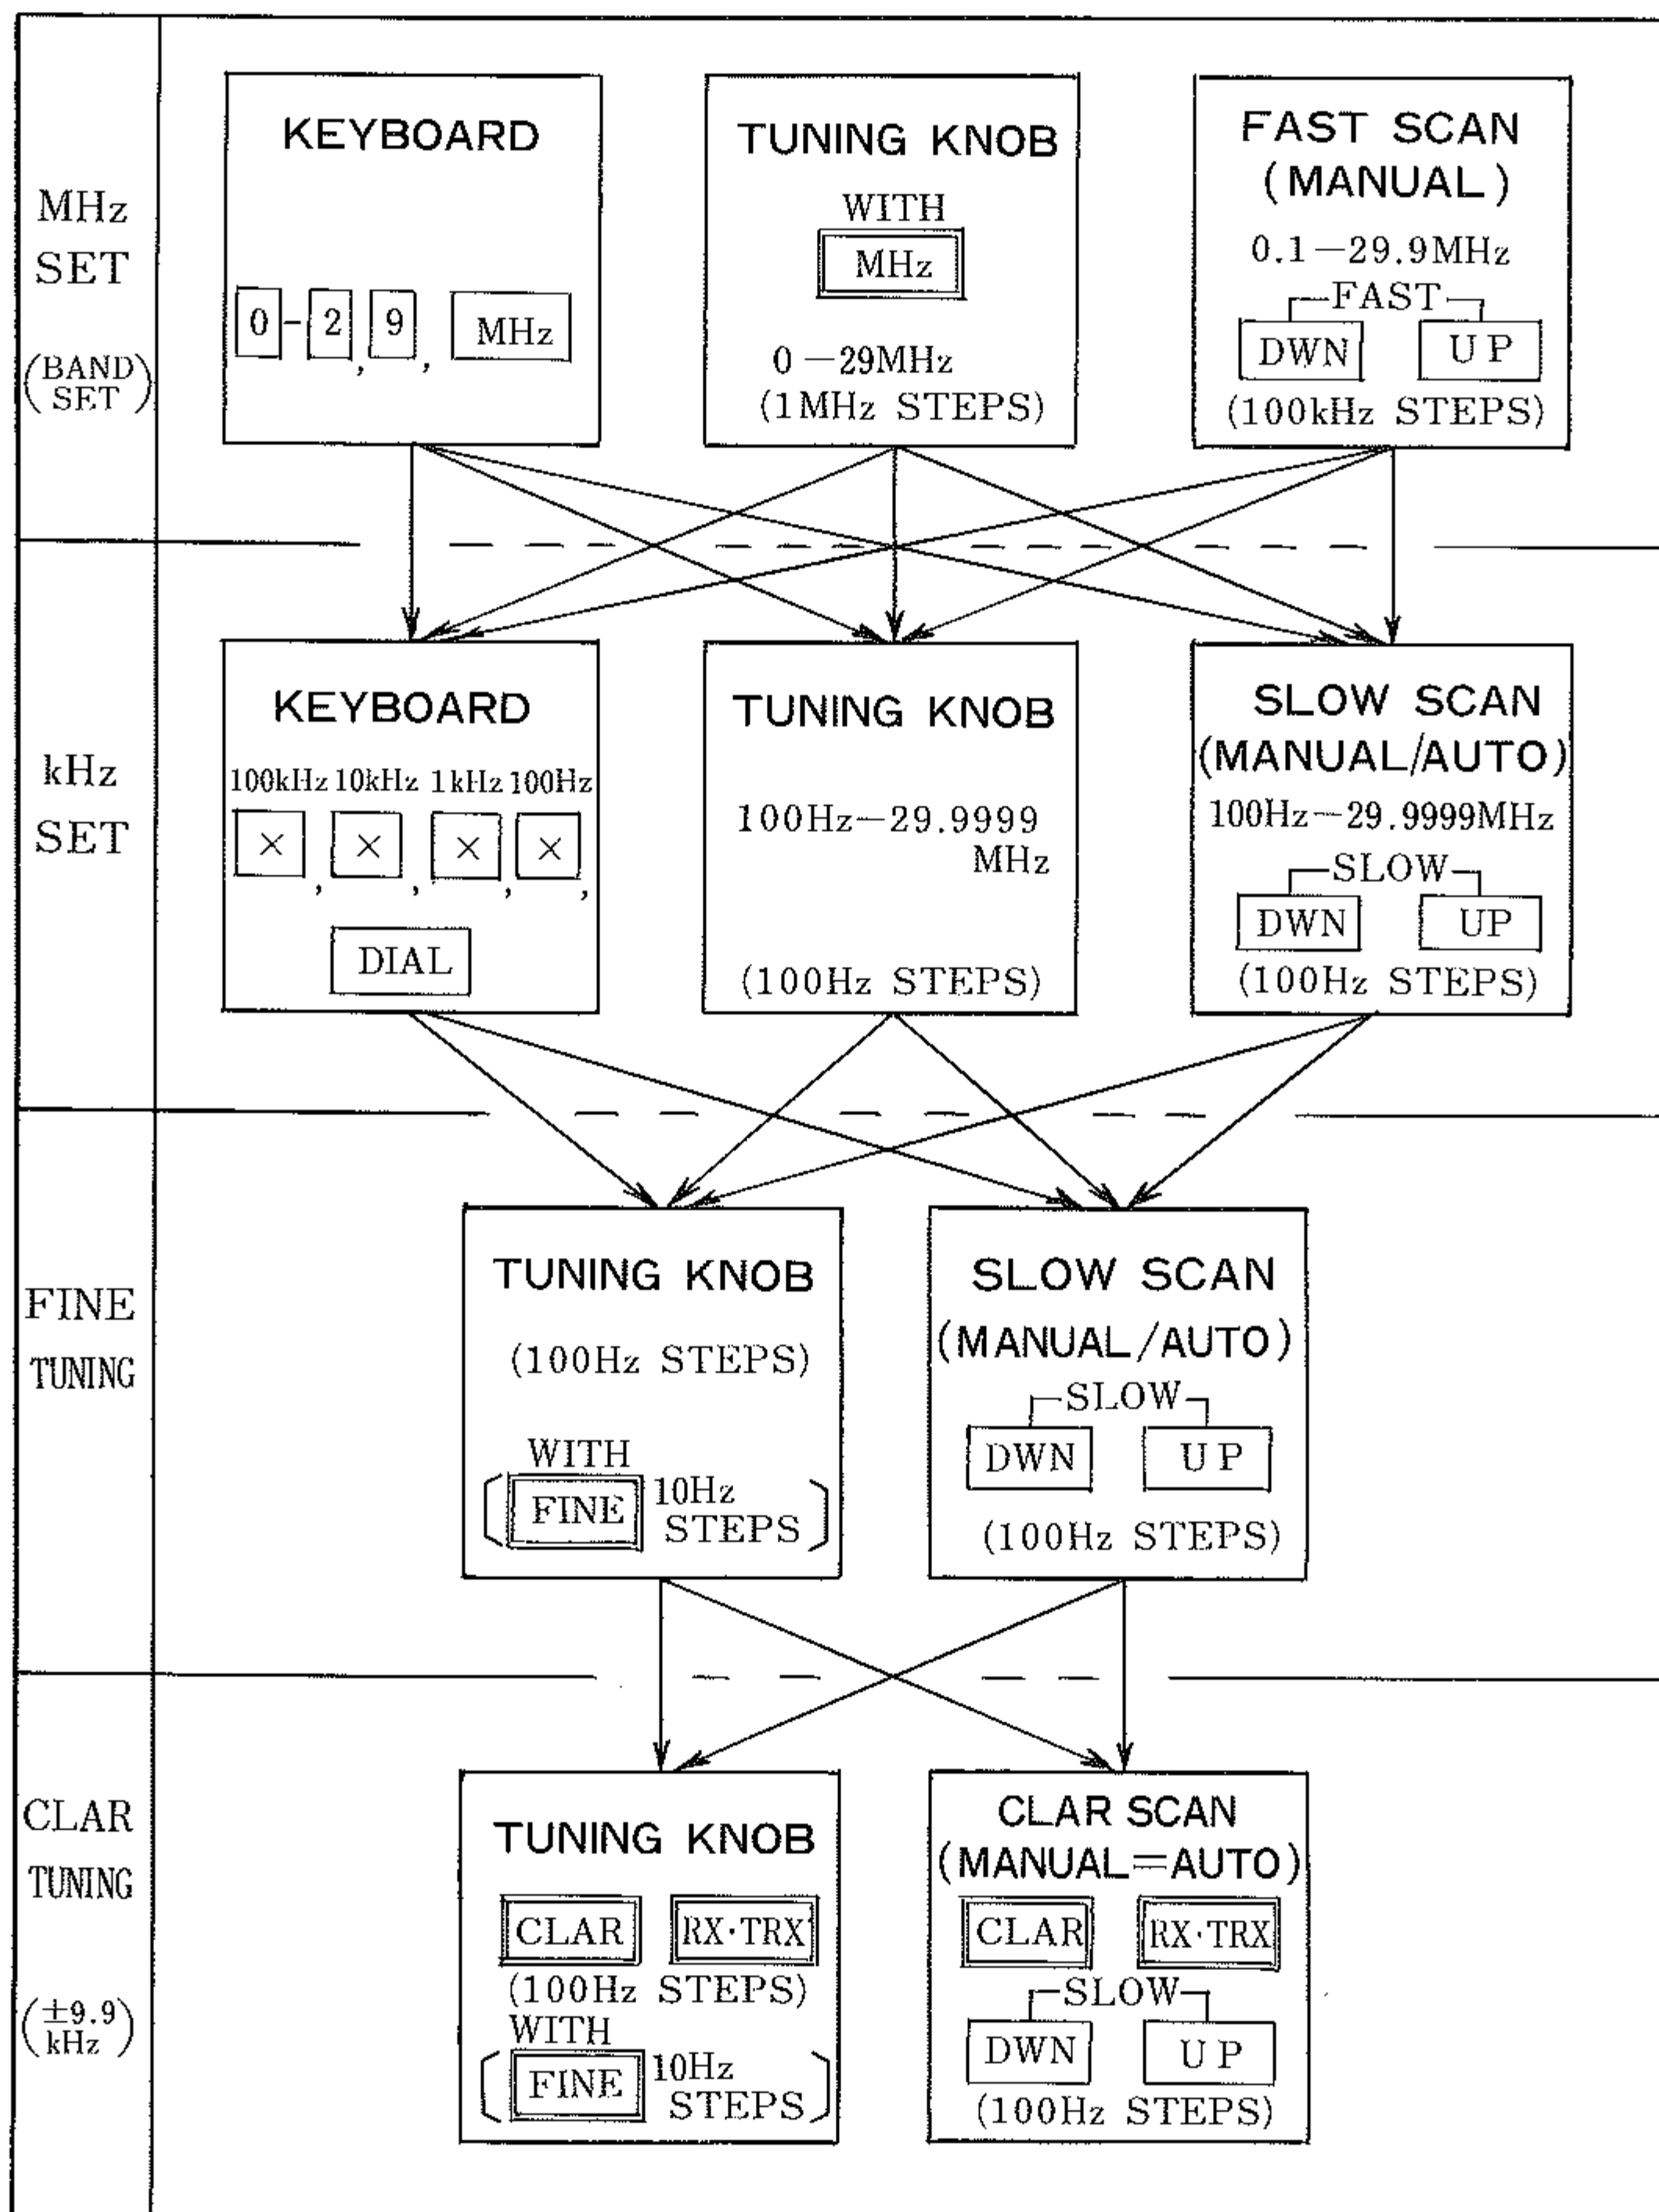 MHz
SET
(BAND
SET)
KEYBOARD
0-2, 9, MHz
TUNING KNOB
WITH
MHz
0-29MHz
(1MHz STEPS)
FAST SCAN
(MANUAL)
0.1-29.9MHz
FAST
DWN UP
(100kHz STEPS)
kHz
SET
KEYBOARD
100kHz 10kHz 1kHz 100Hz
×, ×, ×, ×,
DIAL
TUNING KNOB
100Hz-29.9999
MHz
(100Hz STEPS)
SLOW SCAN
(MANUAL/AUTO)
100Hz-29.9999MHz
SLOW
DWN UP
(100Hz STEPS)
FINE
TUNING
TUNING KNOB
(100Hz STEPS)
WITH
[FINE 10Hz
STEPS]
SLOW SCAN
(MANUAL/AUTO)
SLOW
DWN UP
(100Hz STEPS)
CLAR
TUNING
(±9.9
kHz)
TUNING KNOB
CLAR RX·TRX
(100Hz STEPS)
WITH
[FINE 10Hz
STEPS]
CLAR SCAN
(MANUAL=AUTO)
CLAR RX·TRX
SLOW
DWN UP
(100Hz STEPS)